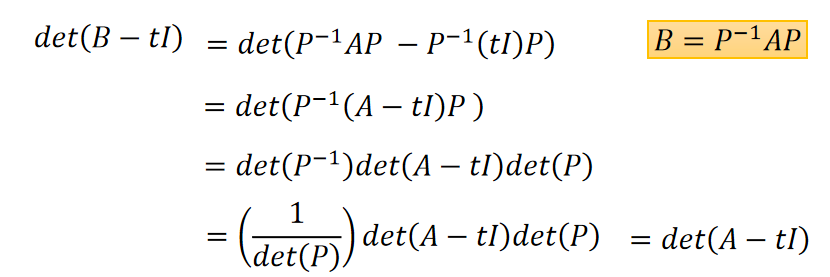 det(B − tI) = det(P⁻¹AP − P⁻¹(tI)P) B = P⁻¹AP
= det(P⁻¹(A − tI)P )
= det(P⁻¹)det(A − tI)det(P)
= (1/det(P)) det(A − tI)det(P) = det(A − tI)